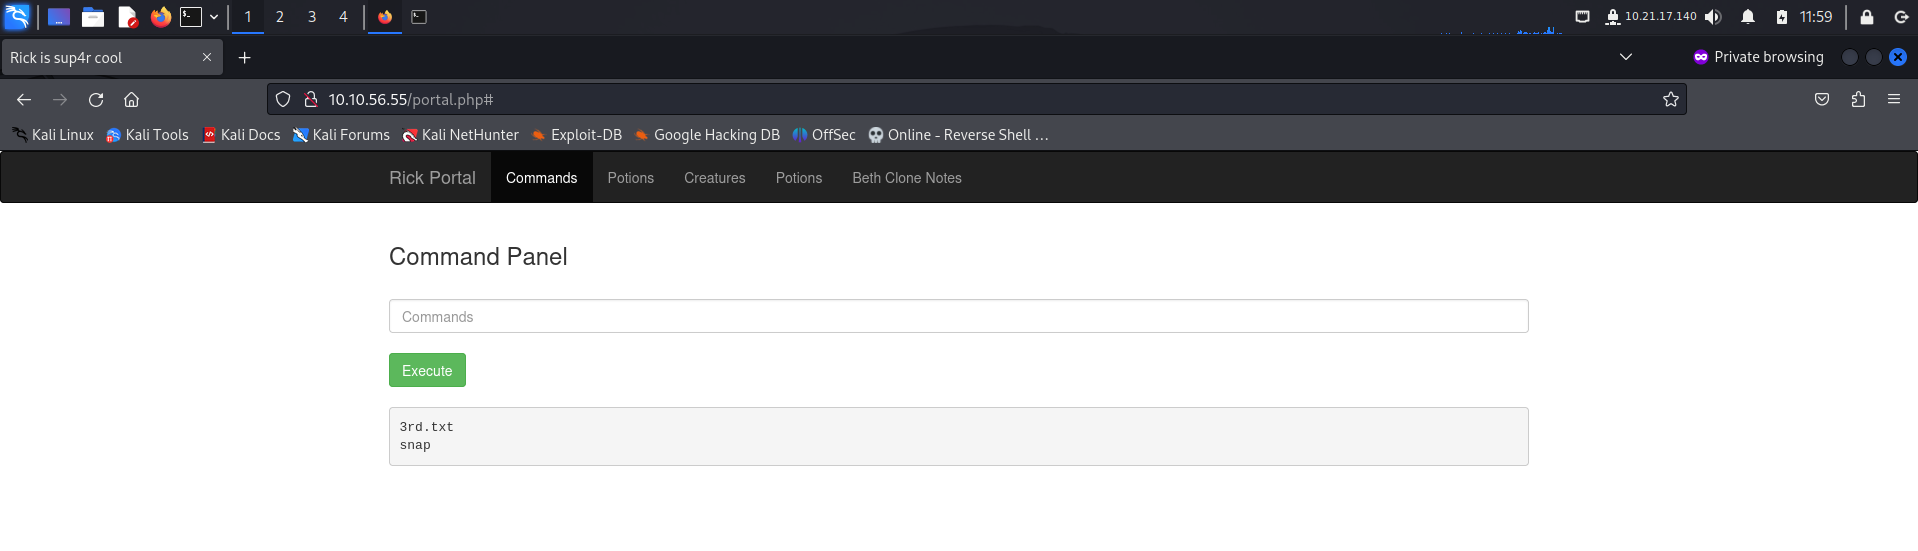 1 2 3 4 10.21.17.140 11:59
Rick is sup4r cool
Private browsing
10.10.56.55/portal.php#
Kali Linux Kali Tools Kali Docs Kali Forums Kali NetHunter Exploit-DB Google Hacking DB OffSec Online - Reverse Shell …
Rick Portal Commands Potions Creatures Potions Beth Clone Notes
Command Panel
Commands
Execute
3rd.txt
snap